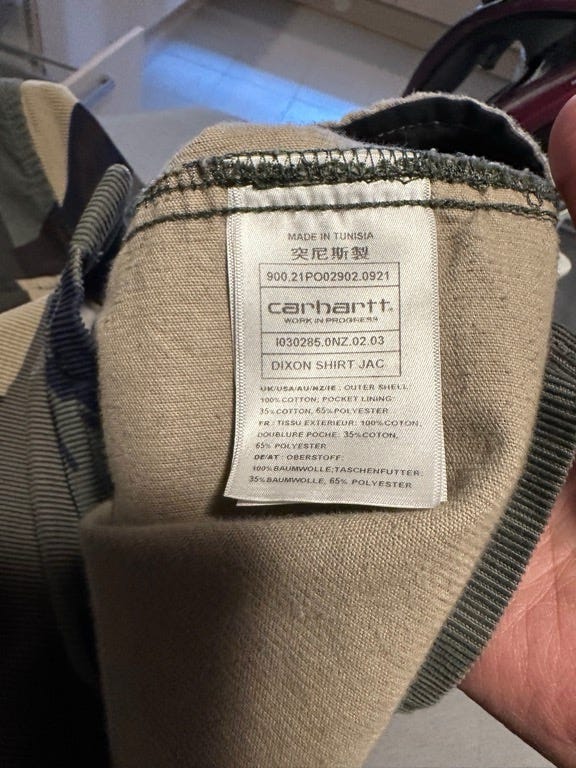 MADE IN TUNISIA
突尼斯製
900.21PO02902.0921
carhartt.
WORK IN PROGRESS
I030285.0NZ.02.03
DIXON SHIRT JAC
UK/USA/AU/NZ/IE : OUTER SHELL:
100%COTTON; POCKET LINING:
35%COTTON, 65%POLYESTER
FR : TISSU EXTERIEUR: 100%COTON,
DOUBLURE POCHE: 35%COTON,
65% POLYESTER
DE/AT : OBERSTOFF:
100%BAUMWOLLE;TASCHENFUTTER:
35%BAUMWOLLE, 65% POLYESTER